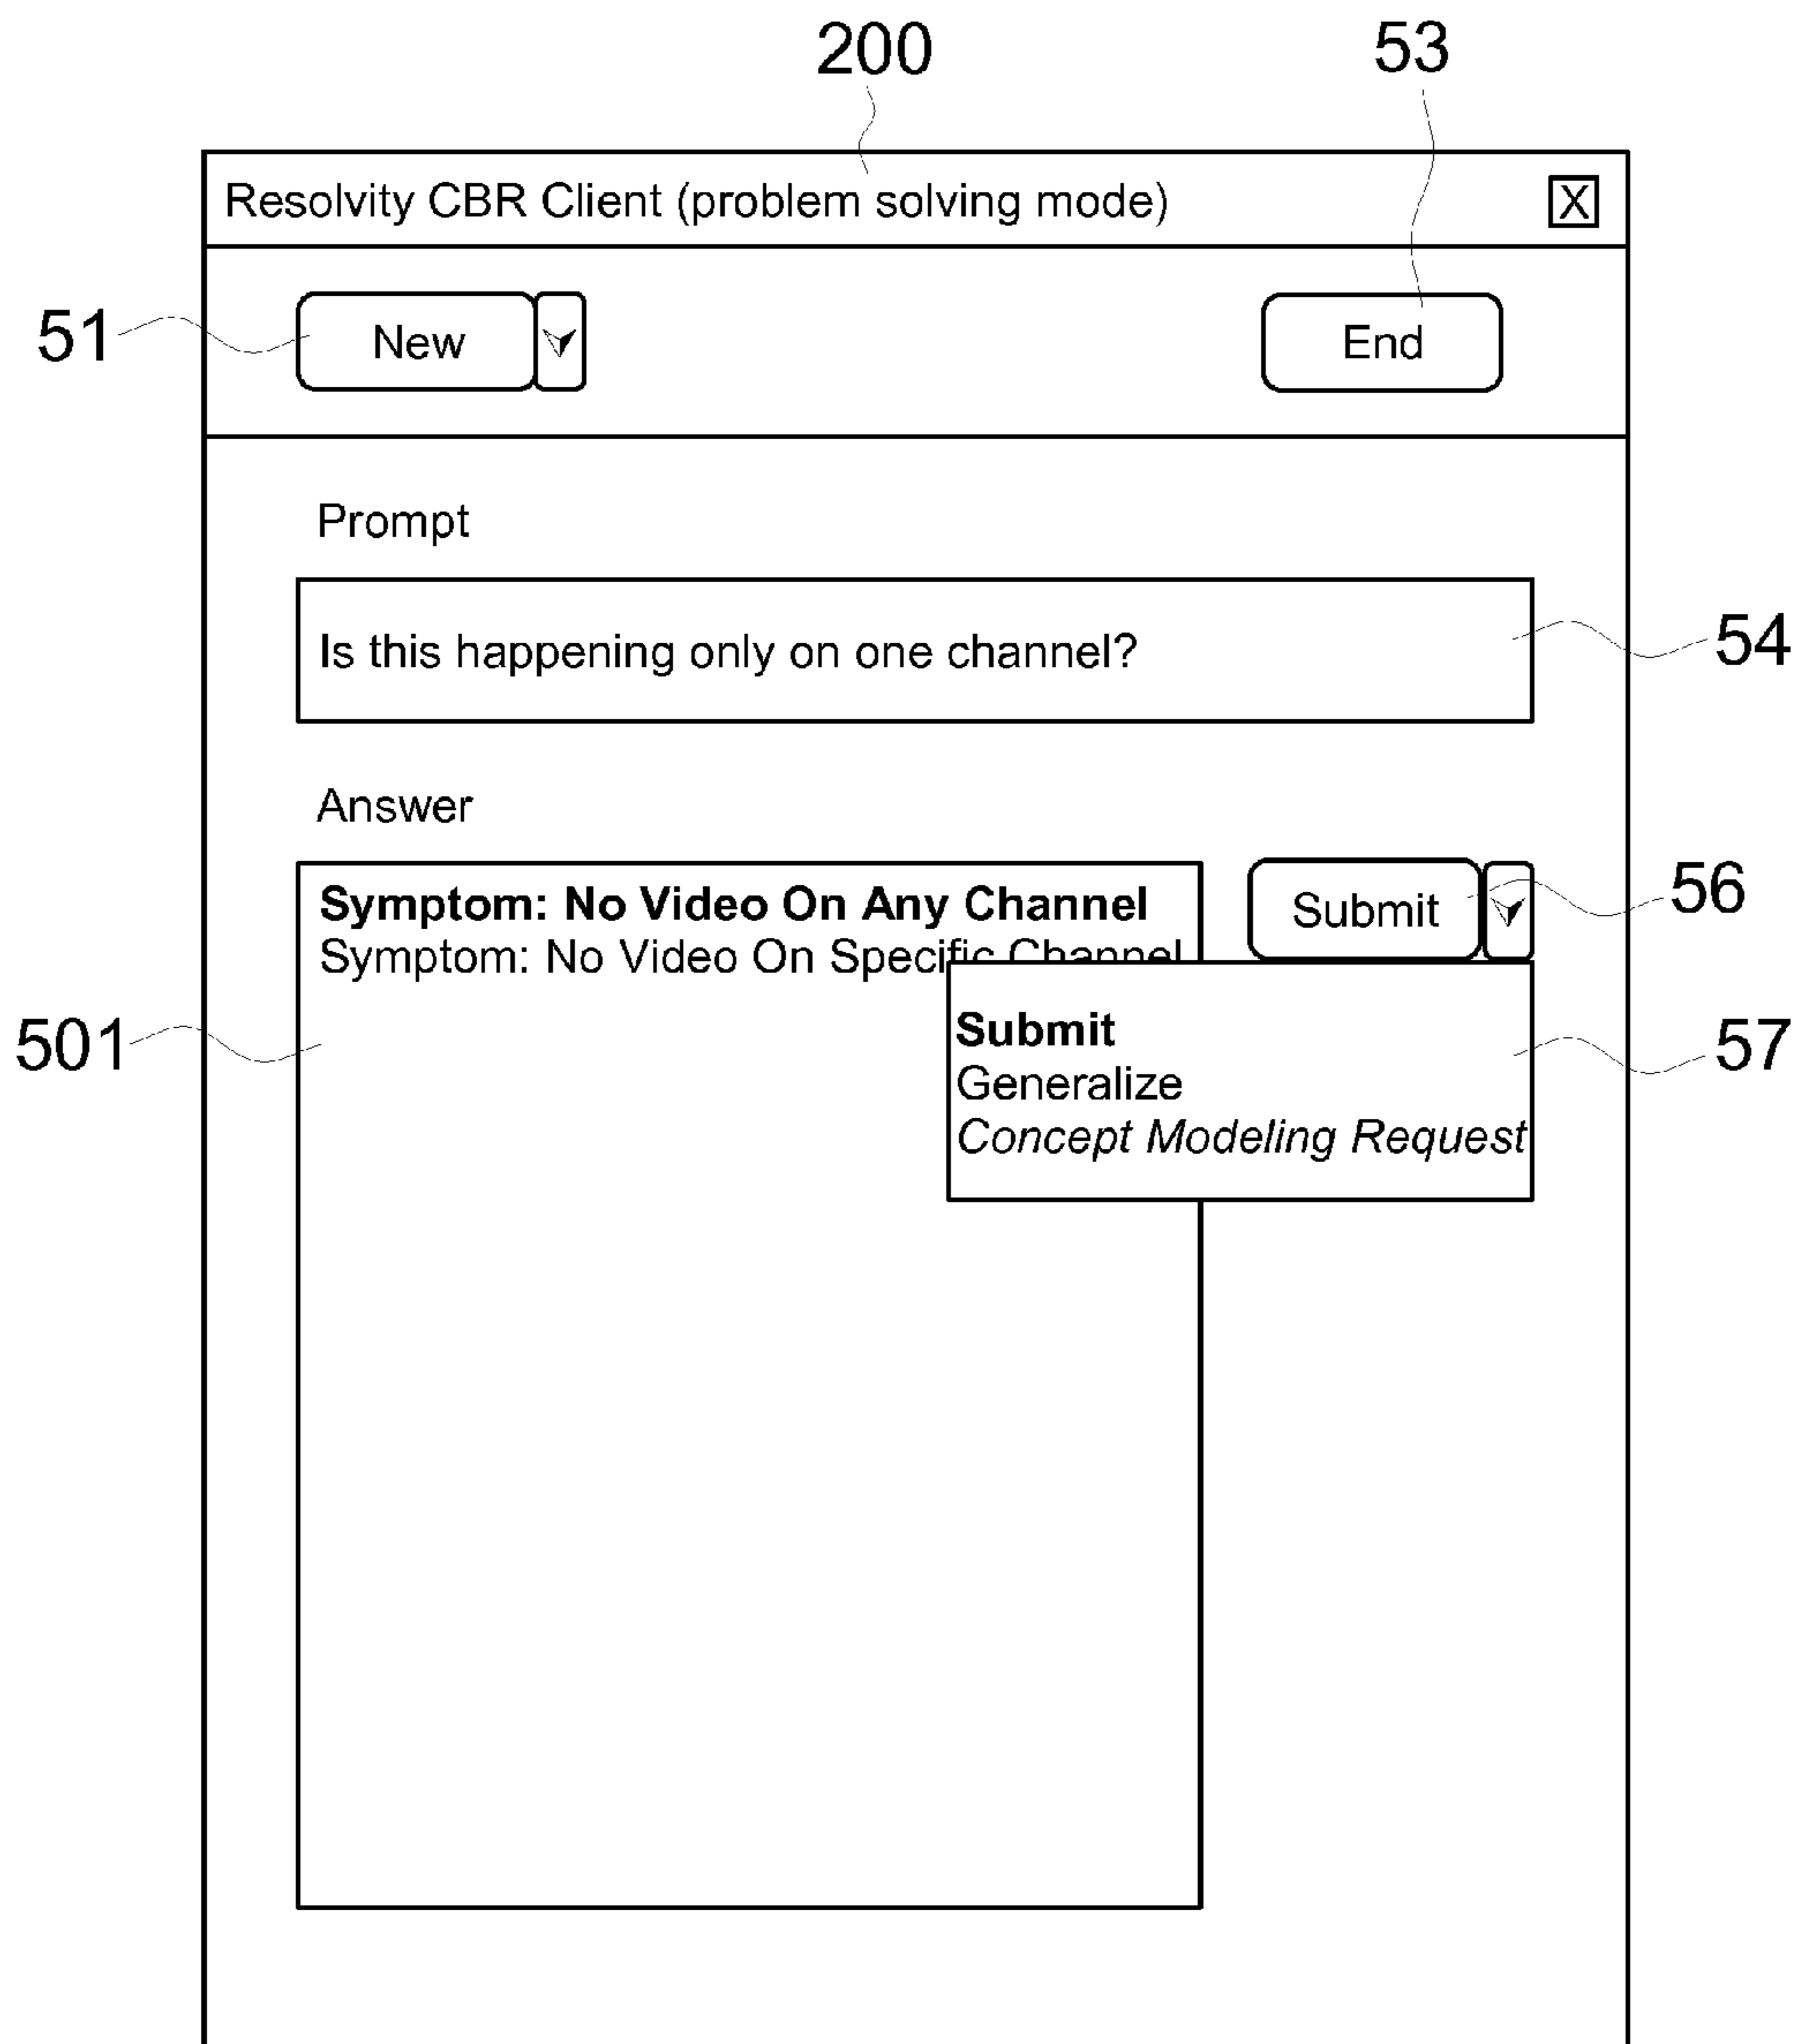 200
53
Resolvity CBR Client (problem solving mode)
X
51
New
End
Prompt
Is this happening only on one channel?
54
Answer
Symptom: No Video On Any Channel
Submit
56
Symptom: No Video On Specific Channel
501
Submit
57
Generalize
Concept Modeling Request